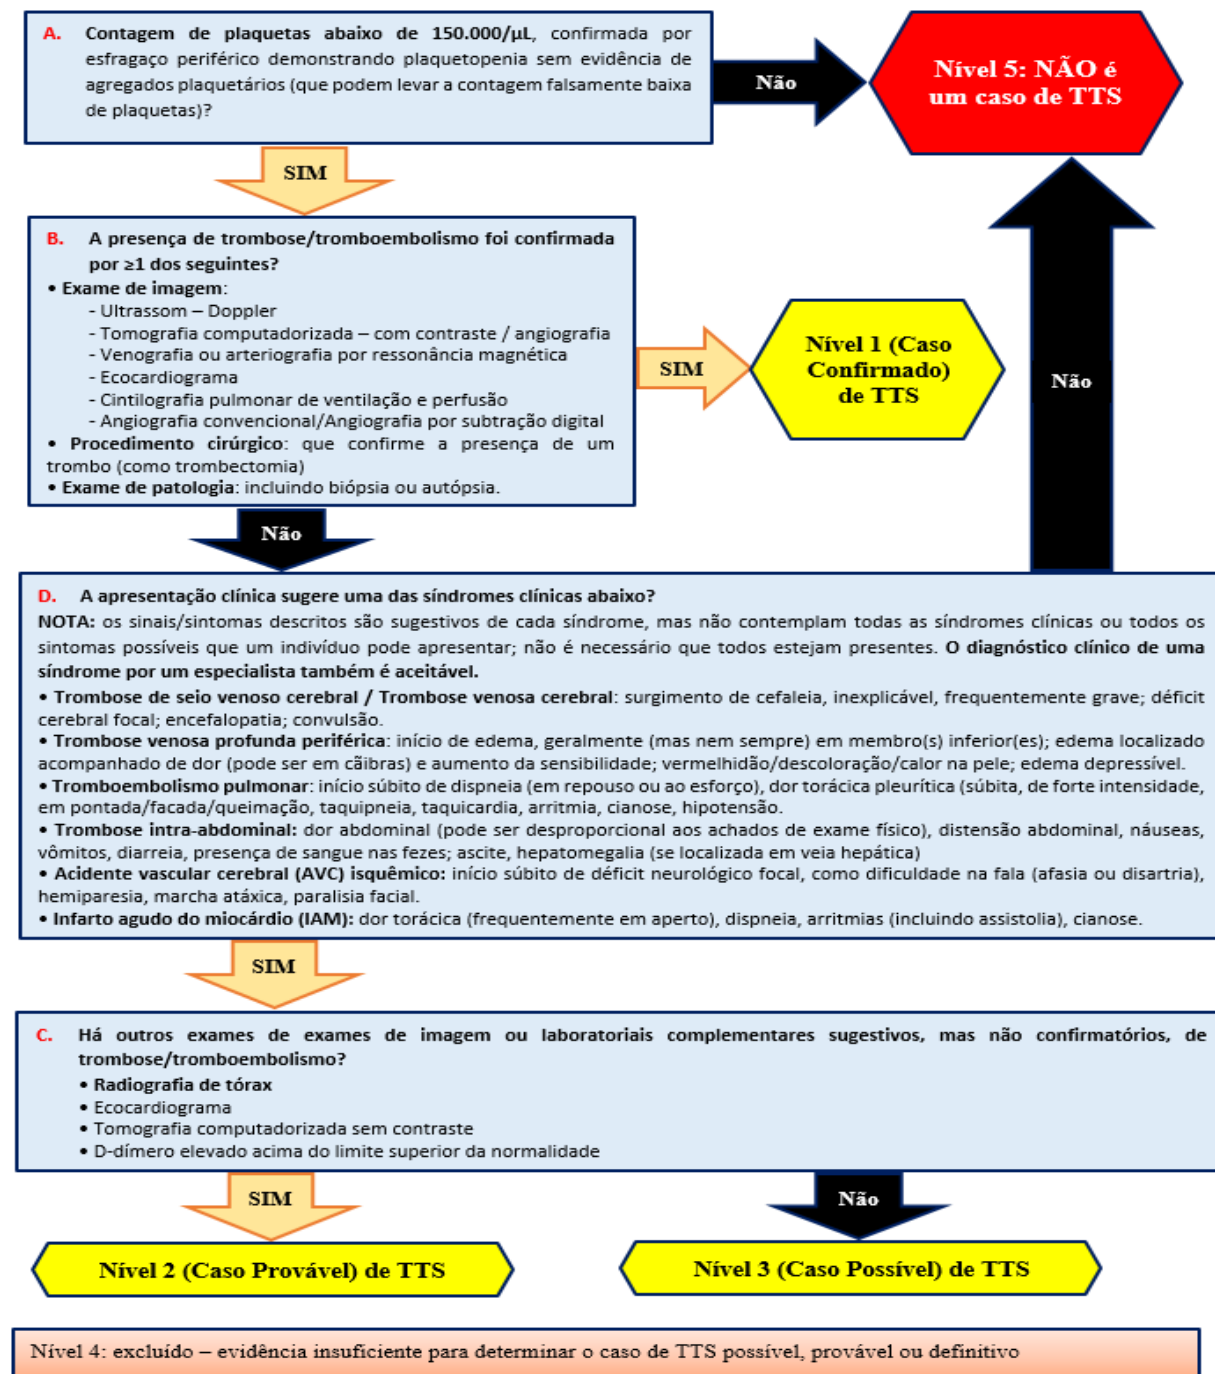 A. Contagem de plaquetas abaixo de 150.000/µL, confirmada por
esfragaço periférico demonstrando plaquetopenia sem evidência de
agregados plaquetários (que podem levar a contagem falsamente baixa
de plaquetas)?
Não
Nível 5: NÃO é
um caso de TTS
SIM
B. A presença de trombose/tromboembolismo foi confirmada
por ≥1 dos seguintes?
• Exame de imagem:
- Ultrassom – Doppler
- Tomografia computadorizada – com contraste / angiografia
- Venografia ou arteriografia por ressonância magnética
- Ecocardiograma
- Cintilografia pulmonar de ventilação e perfusão
- Angiografia convencional/Angiografia por subtração digital
• Procedimento cirúrgico: que confirme a presença de um
trombo (como trombectomia)
• Exame de patologia: incluindo biópsia ou autópsia.
SIM
Nível 1 (Caso
Confirmado)
de TTS
Não
Não
D. A apresentação clínica sugere uma das síndromes clínicas abaixo?
NOTA: os sinais/sintomas descritos são sugestivos de cada síndrome, mas não contemplam todas as síndromes clínicas ou todos os
sintomas possíveis que um indivíduo pode apresentar; não é necessário que todos estejam presentes. O diagnóstico clínico de uma
síndrome por um especialista também é aceitável.
• Trombose de seio venoso cerebral / Trombose venosa cerebral: surgimento de cefaleia, inexplicável, frequentemente grave; déficit
cerebral focal; encefalopatia; convulsão.
• Trombose venosa profunda periférica: início de edema, geralmente (mas nem sempre) em membro(s) inferior(es); edema localizado
acompanhado de dor (pode ser em cãibras) e aumento da sensibilidade; vermelhidão/descoloração/calor na pele; edema depressível.
• Tromboembolismo pulmonar: início súbito de dispneia (em repouso ou ao esforço), dor torácica pleurítica (súbita, de forte intensidade,
em pontada/facada/queimação, taquipneia, taquicardia, arritmia, cianose, hipotensão.
• Trombose intra-abdominal: dor abdominal (pode ser desproporcional aos achados de exame físico), distensão abdominal, náuseas,
vômitos, diarreia, presença de sangue nas fezes; ascite, hepatomegalia (se localizada em veia hepática)
• Acidente vascular cerebral (AVC) isquêmico: início súbito de déficit neurológico focal, como dificuldade na fala (afasia ou disartria),
hemiparesia, marcha atáxica, paralisia facial.
• Infarto agudo do miocárdio (IAM): dor torácica (frequentemente em aperto), dispneia, arritmias (incluindo assistolia), cianose.
SIM
C. Há outros exames de exames de imagem ou laboratoriais complementares sugestivos, mas não confirmatórios, de
trombose/tromboembolismo?
• Radiografia de tórax
• Ecocardiograma
• Tomografia computadorizada sem contraste
• D-dímero elevado acima do limite superior da normalidade
SIM
Não
Nível 2 (Caso Provável) de TTS
Nível 3 (Caso Possível) de TTS
Nível 4: excluído – evidência insuficiente para determinar o caso de TTS possível, provável ou definitivo